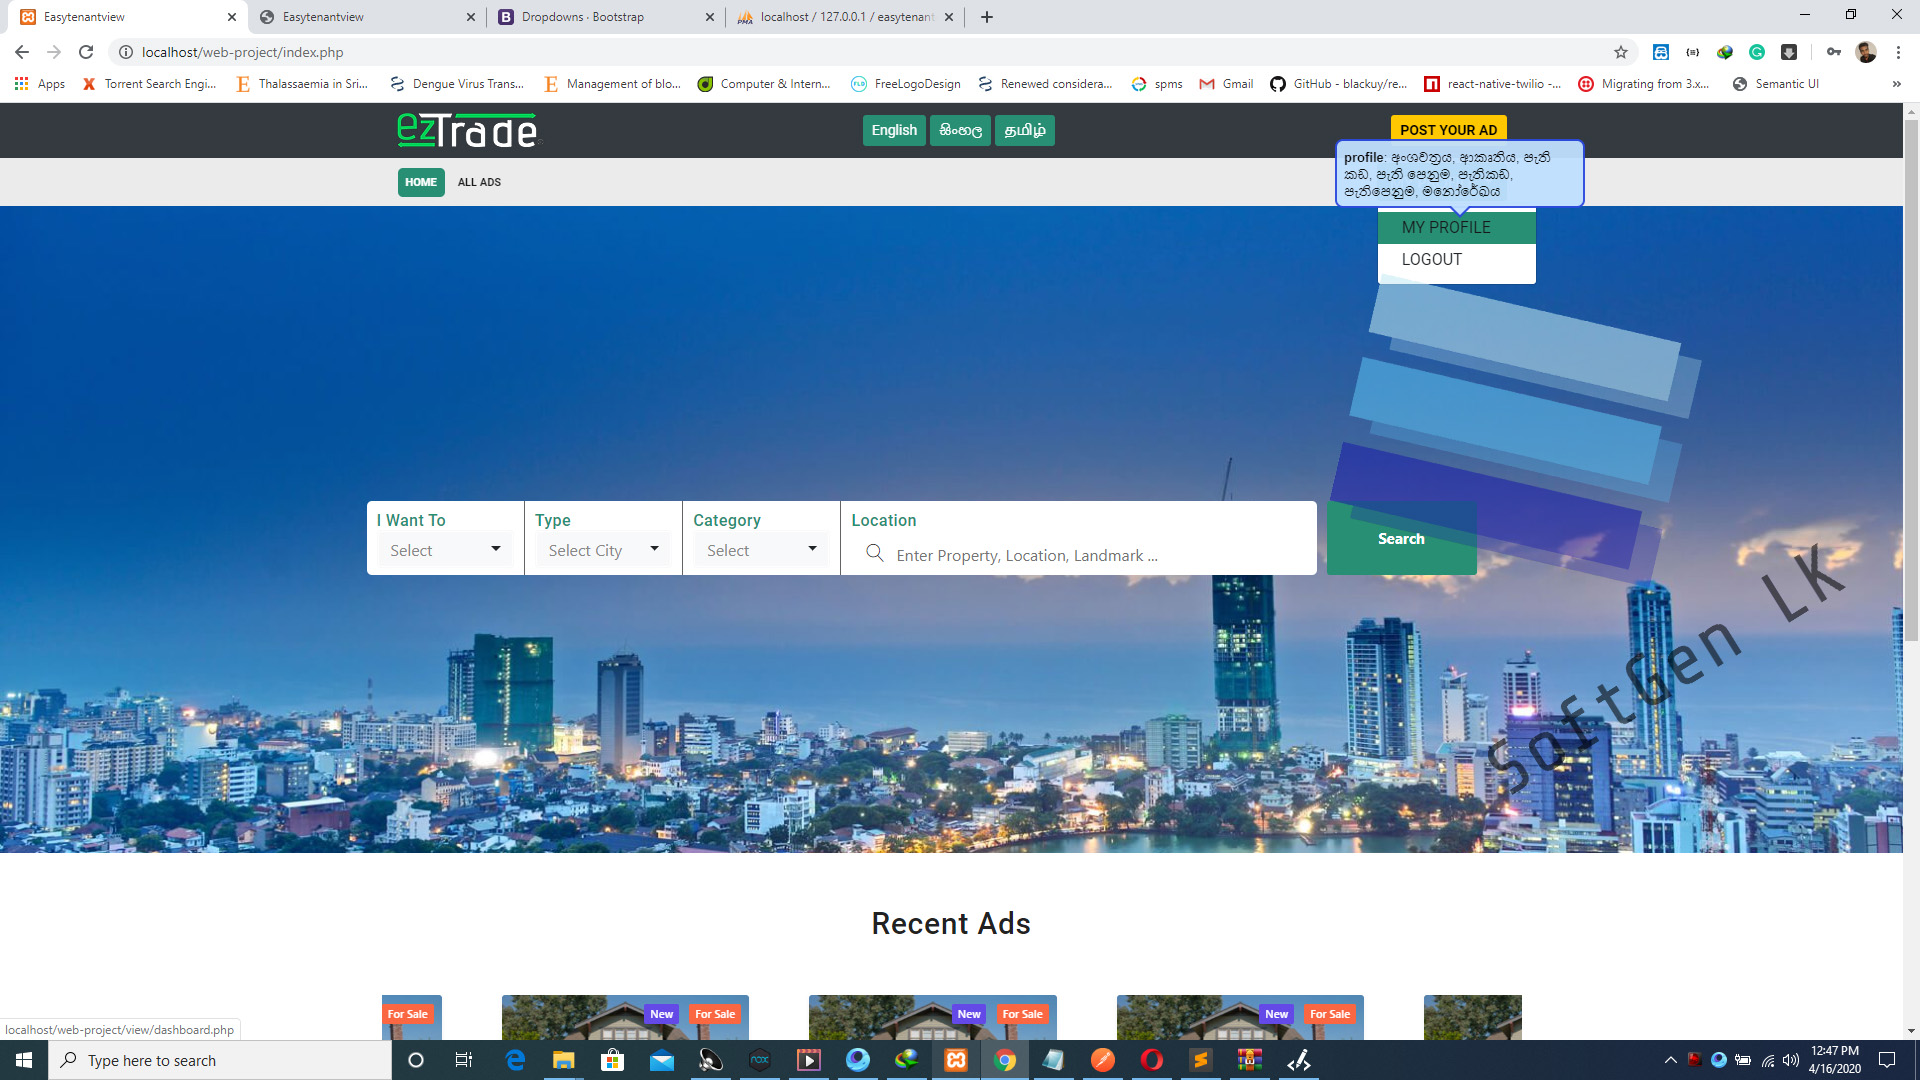 Easytenantview
Easytenantview
Dropdowns · Bootstrap
localhost / 127.0.0.1 / easytenant
localhost/web-project/index.php
Apps
Torrent Search Engi...
Thalassaemia in Sri...
Dengue Virus Trans...
Management of blo...
Computer & Intern...
FreeLogoDesign
Renewed considera...
spms
Gmail
GitHub - blackuy/re...
react-native-twilio -...
Migrating from 3.x...
Semantic UI
»
ezTrade
English
සිංහල
தமிழ்
POST YOUR AD
HOME
ALL ADS
profile: අංශචත්‍රය, ආකෘතිය, පැති
කඩ, පැති පෙනුම, පැතිකඩ,
පැතිපෙනුම, මනෝරේඛය
MY PROFILE
LOGOUT
I Want To
Select
Type
Select City
Category
Select
Location
Enter Property, Location, Landmark ...
Search
SoftGen LK
Recent Ads
For Sale
New
For Sale
New
For Sale
New
For Sale
localhost/web-project/view/dashboard.php
Type here to search
12:47 PM
4/16/2020